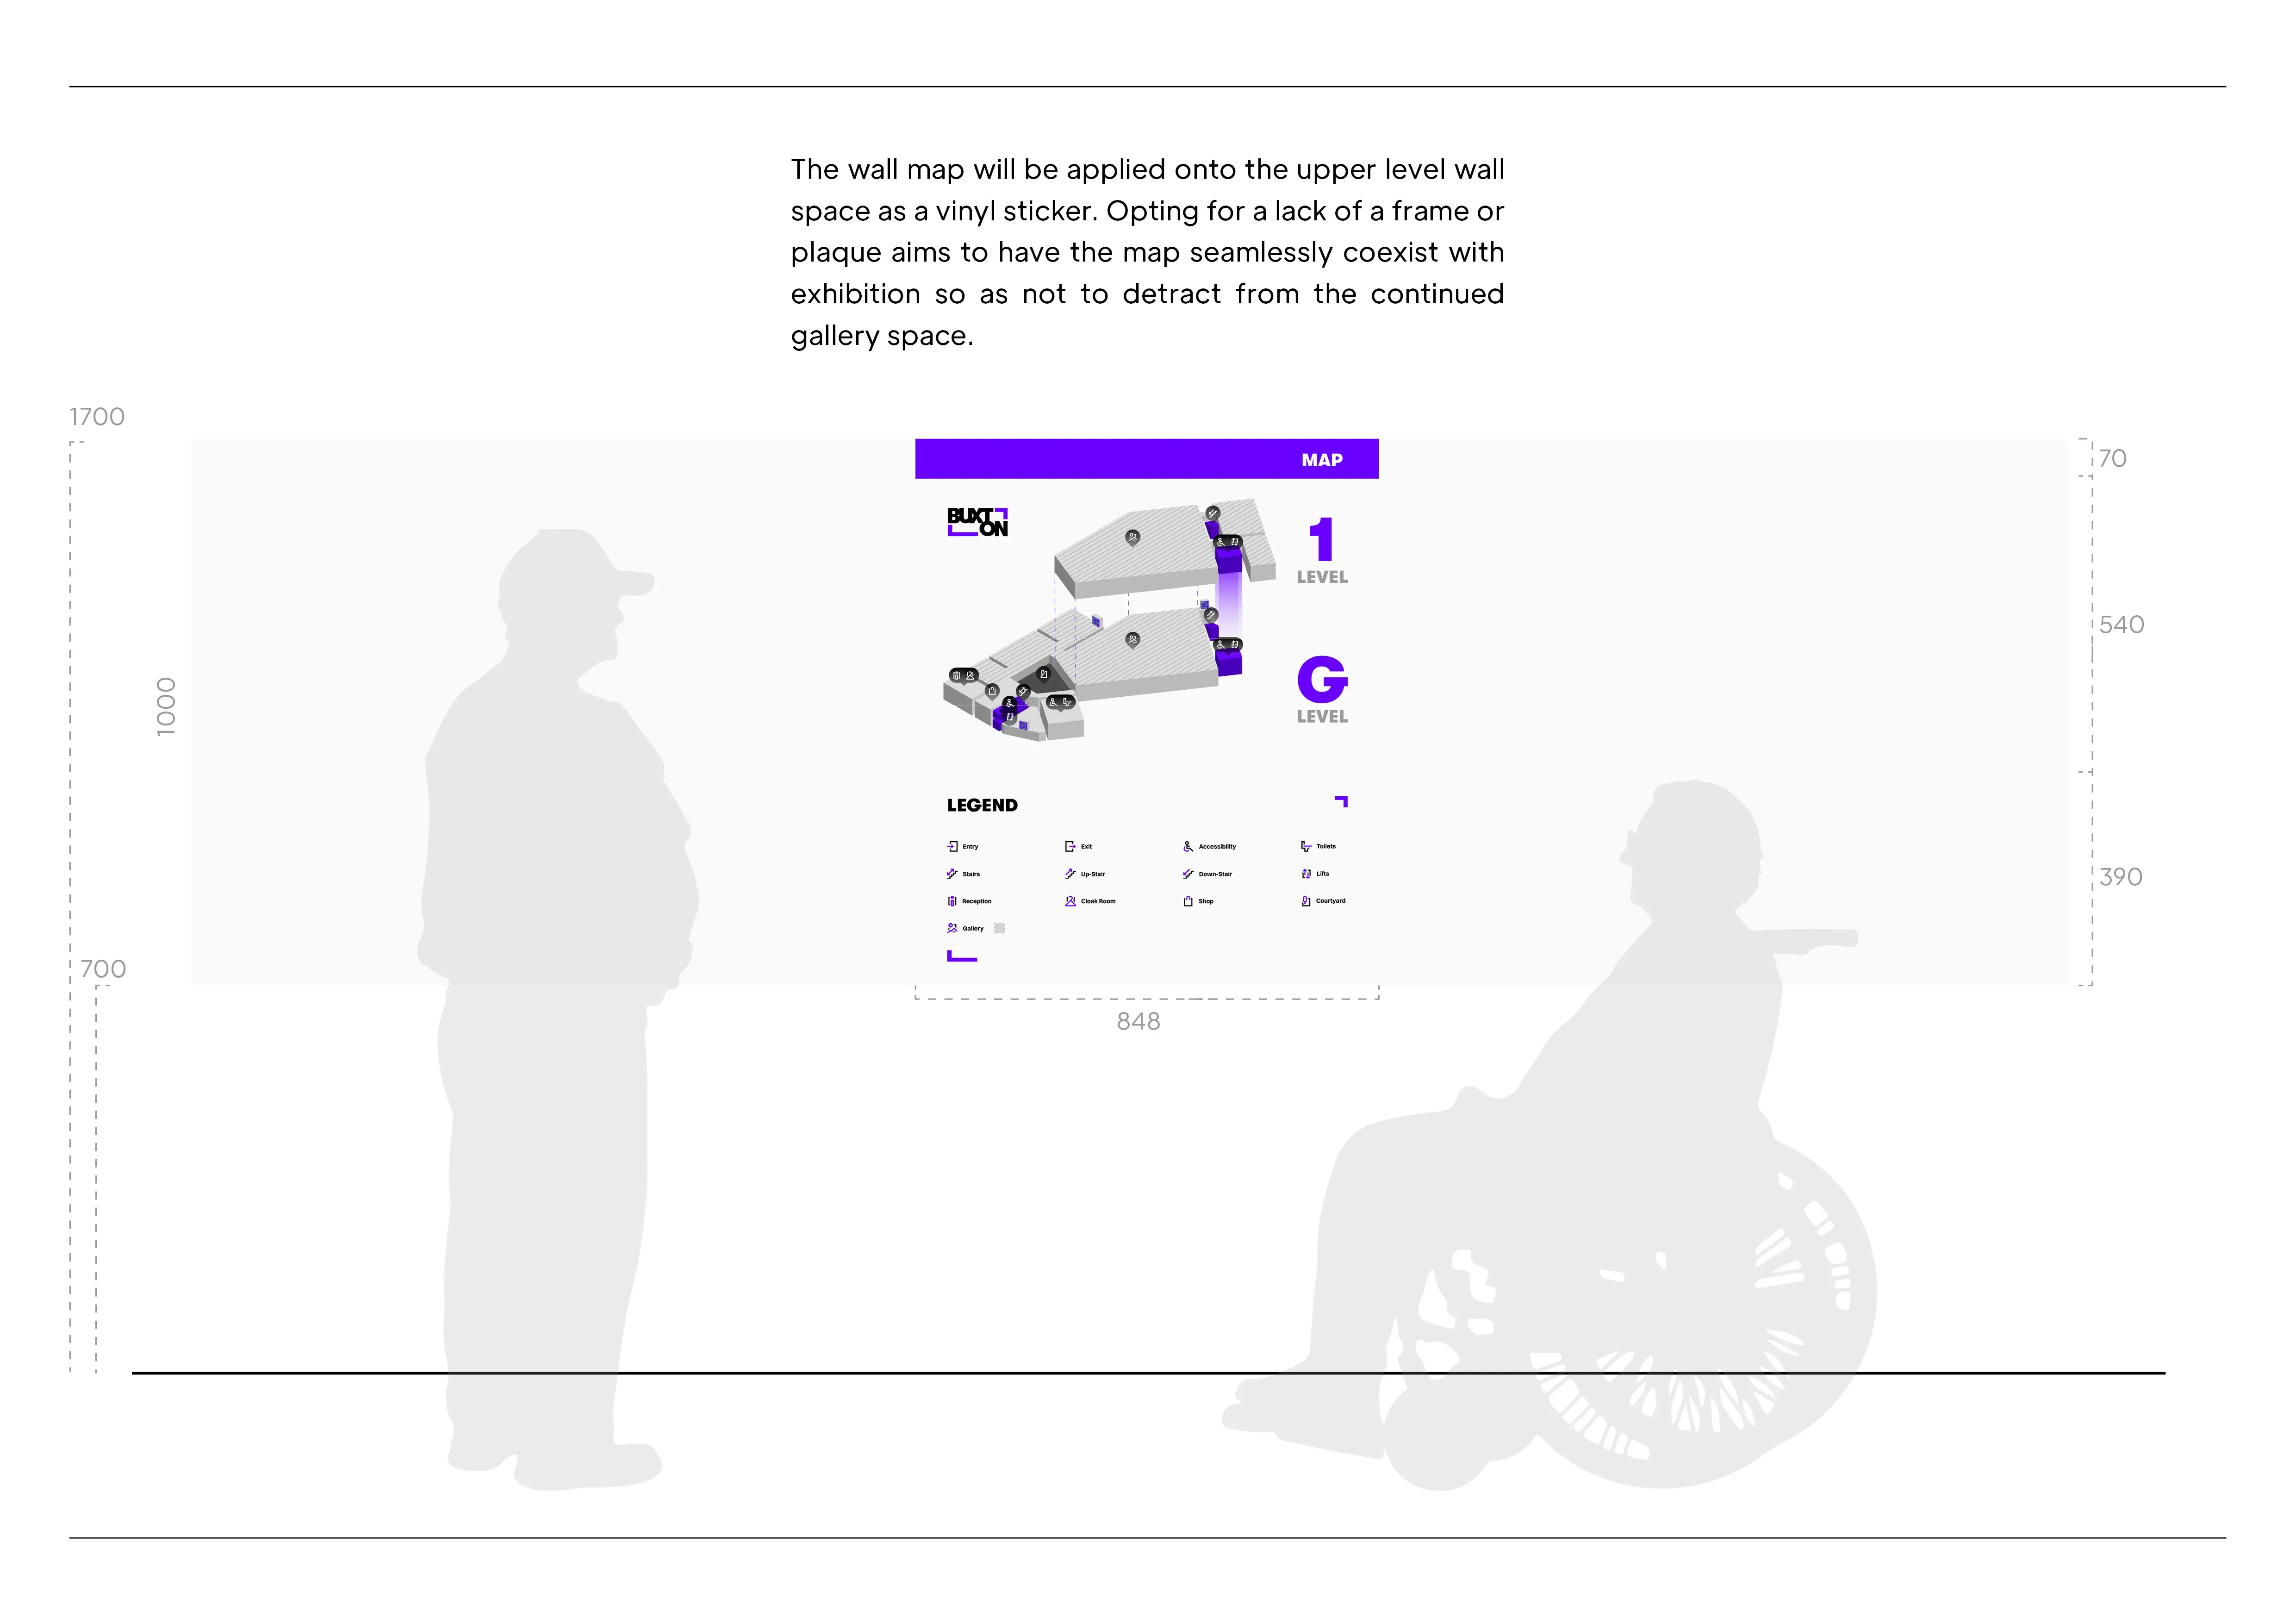 The wall map will be applied onto the upper level wall
space as a vinyl sticker. Opting for a lack of a frame or
plaque aims to have the map seamlessly coexist with
exhibition so as not to detract from the continued
gallery space.
1700
MAP
70
BUXT
ON
1
LEVEL
540
1000
G
LEVEL
LEGEND
Entry
Exit
Accessibility
Toilets
Stairs
Up-Stair
Down-Stair
Lifts
390
Reception
Cloak Room
Shop
Courtyard
Gallery
700
848